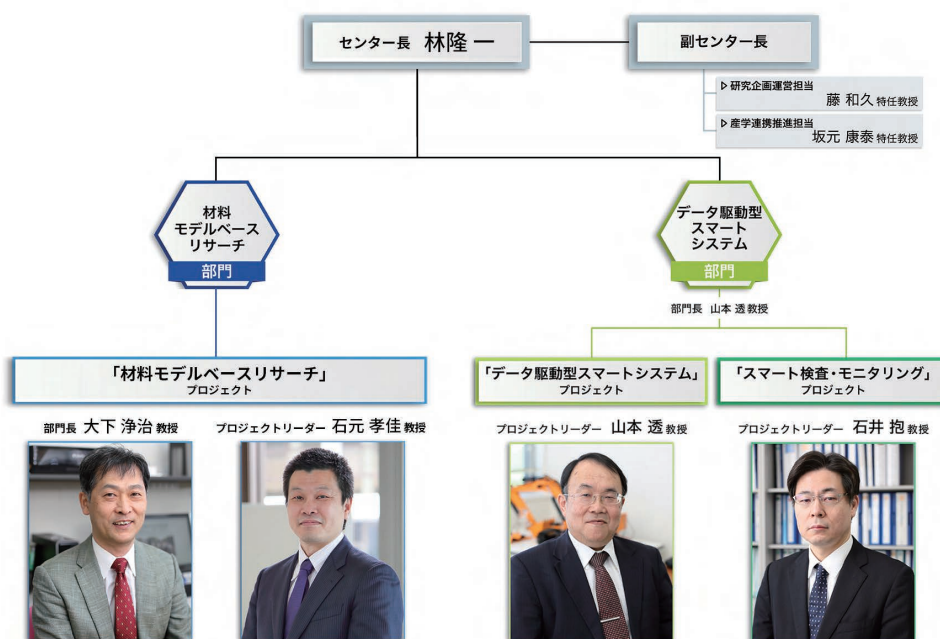 センター長 林隆一
副センター長
▷ 研究企画運営担当
藤 和久 特任教授
▷ 産学連携推進担当
坂元 康泰 特任教授
材料
モデルベース
リサーチ
部門
データ駆動型
スマート
システム
部門
部門長 山本 透 教授
「材料モデルベースリサーチ」
プロジェクト
「データ駆動型スマートシステム」
プロジェクト
「スマート検査・モニタリング」
プロジェクト
部門長 大下 浄治 教授
プロジェクトリーダー 石元 孝佳 教授
プロジェクトリーダー 山本 透 教授
プロジェクトリーダー 石井 抱 教授